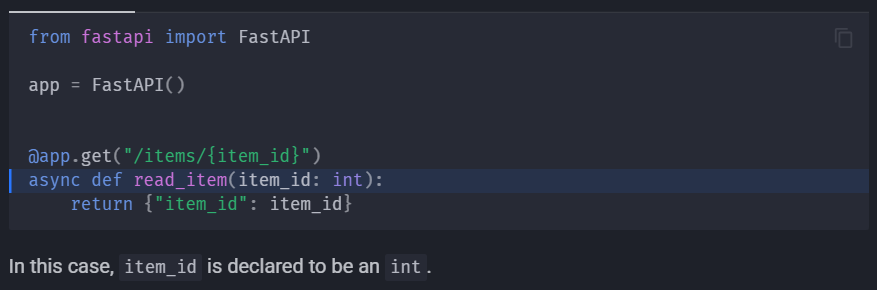 from fastapi import FastAPI
app = FastAPI()
@app.get("/items/{item_id}")
async def read_item(item_id: int):
    return {"item_id": item_id}
In this case, item_id is declared to be an int.